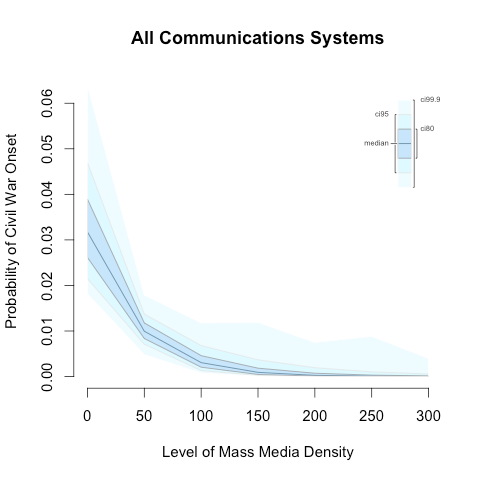 All Communications Systems
Probability of Civil War Onset
0.06
0.05
0.04
0.03
0.02
0.01
0.00
ci99.9
ci95
ci80
median
0
50
100
150
200
250
300
Level of Mass Media Density